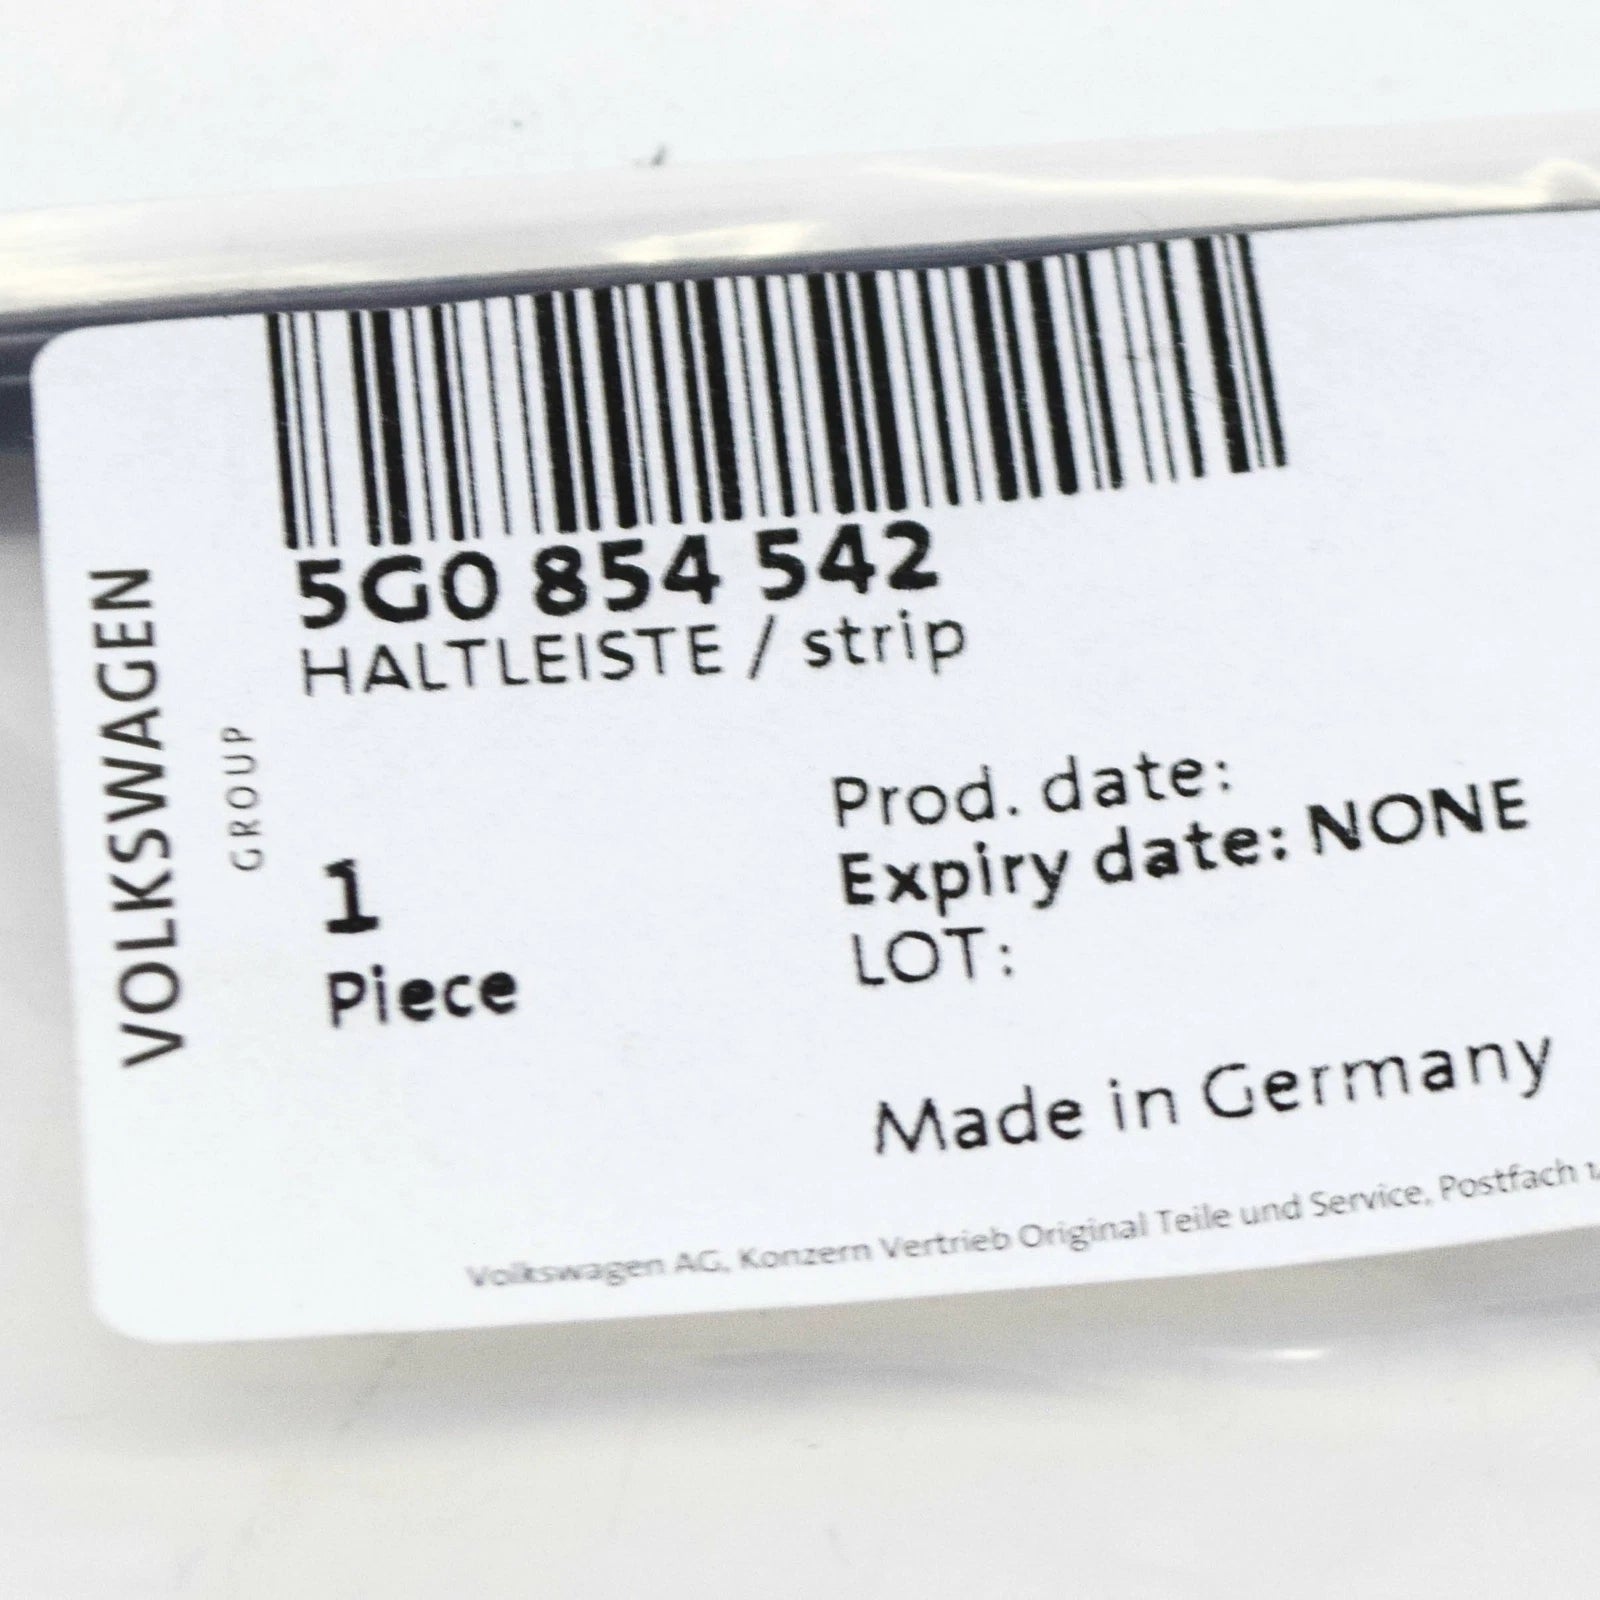 5G0 854 542
HALTLEISTE / strip
VOLKSWAGEN
GROUP
1
Piece
Prod. date:
Expiry date: NONE
LOT:
Made in Germany
Volkswagen AG, Konzern Vertrieb Original Teile und Service, Postfach